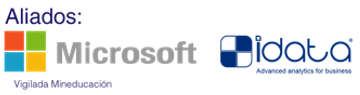 Aliados:
Microsoft
idata®
Advanced analytics for business
Vigilada Mineducación